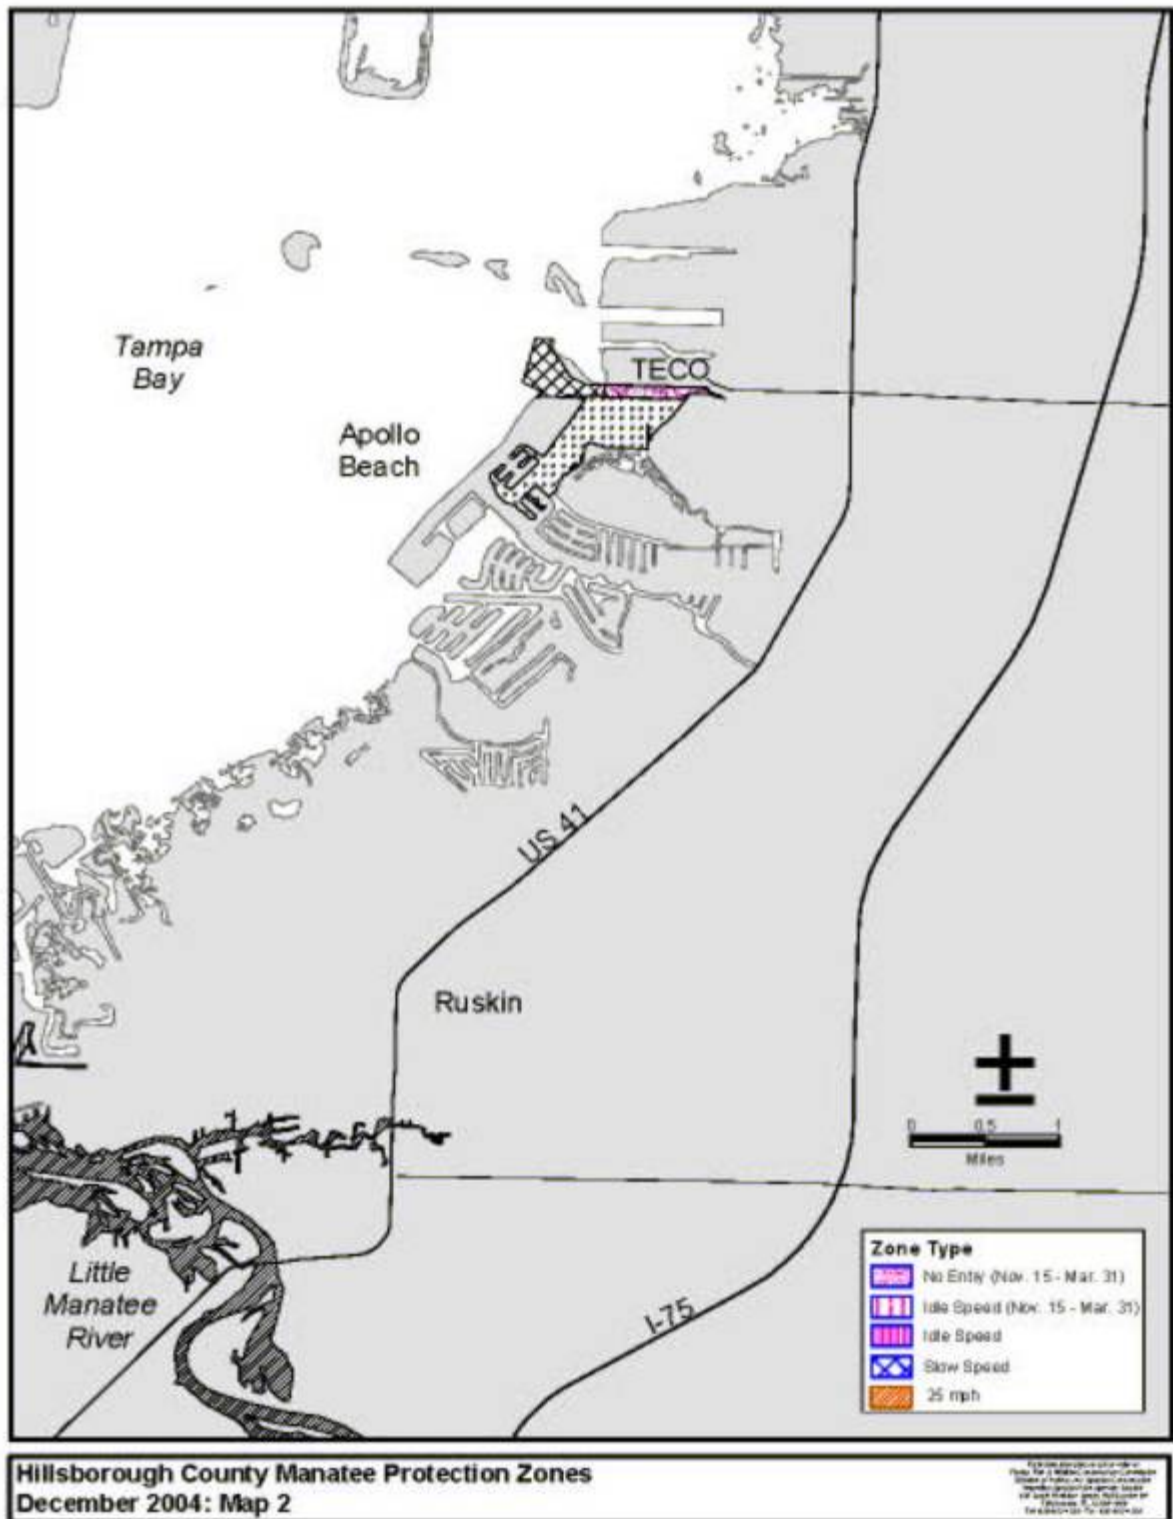 TECO
Tampa
Bay
Apollo
Beach
US 41
Ruskin
0 0.5 1
Miles
Little
Manatee
River
I-75
Zone Type
No Entry (Nov. 15 - Mar. 31)
Idle Speed (Nov. 15 - Mar. 31)
Idle Speed
Slow Speed
25 mph
Hillsborough County Manatee Protection Zones
December 2004: Map 2